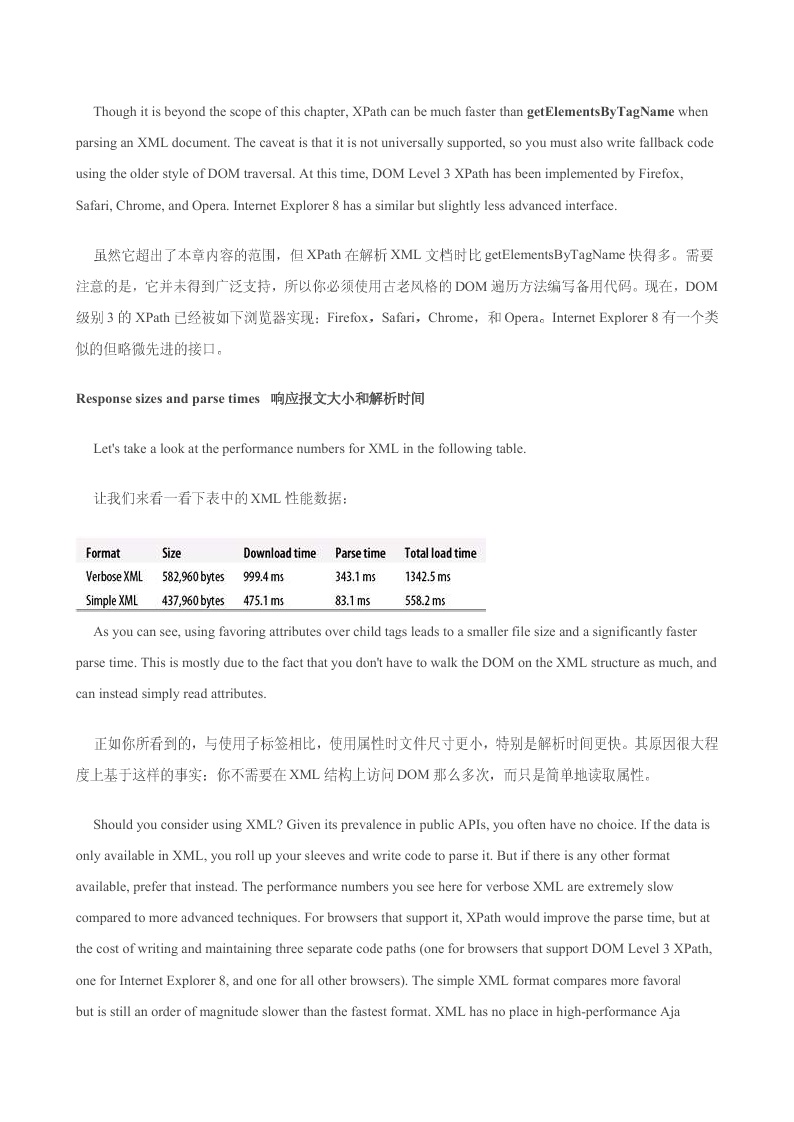 Though it is beyond the scope of this chapter, XPath can be much faster than getElementsByTagName when
parsing an XML document. The caveat is that it is not universally supported, so you must also write fallback code
using the older style of DOM traversal. At this time, DOM Level 3 XPath has been implemented by Firefox,
Safari, Chrome, and Opera. Internet Explorer 8 has a similar but slightly less advanced interface.
虽然它超出了本章内容的范围，但 XPath 在解析 XML 文档时比 getElementsByTagName 快得多。需要
注意的是，它并未得到广泛支持，所以你必须使用古老风格的 DOM 遍历方法编写备用代码。现在，DOM
级别 3 的 XPath 已经被如下浏览器实现：Firefox，Safari，Chrome，和 Opera。Internet Explorer 8 有一个类
似的但略微先进的接口。
Response sizes and parse times 响应报文大小和解析时间
Let's take a look at the performance numbers for XML in the following table.
让我们来看一看下表中的 XML 性能数据：
Format Size Download time Parse time Total load time
Verbose XML 582,960 bytes 999.4 ms 343.1 ms 1342.5 ms
Simple XML 437,960 bytes 475.1 ms 83.1 ms 558.2 ms
As you can see, using favoring attributes over child tags leads to a smaller file size and a significantly faster
parse time. This is mostly due to the fact that you don't have to walk the DOM on the XML structure as much, and
can instead simply read attributes.
正如你所看到的，与使用子标签相比，使用属性时文件尺寸更小，特别是解析时间更快。其原因很大程
度上基于这样的事实：你不需要在 XML 结构上访问 DOM 那么多次，而只是简单地读取属性。
Should you consider using XML? Given its prevalence in public APIs, you often have no choice. If the data is
only available in XML, you roll up your sleeves and write code to parse it. But if there is any other format
available, prefer that instead. The performance numbers you see here for verbose XML are extremely slow
compared to more advanced techniques. For browsers that support it, XPath would improve the parse time, but at
the cost of writing and maintaining three separate code paths (one for browsers that support DOM Level 3 XPath,
one for Internet Explorer 8, and one for all other browsers). The simple XML format compares more
but is still an order of magnitude slower than the fastest format. XML has no place in high-performance Aja